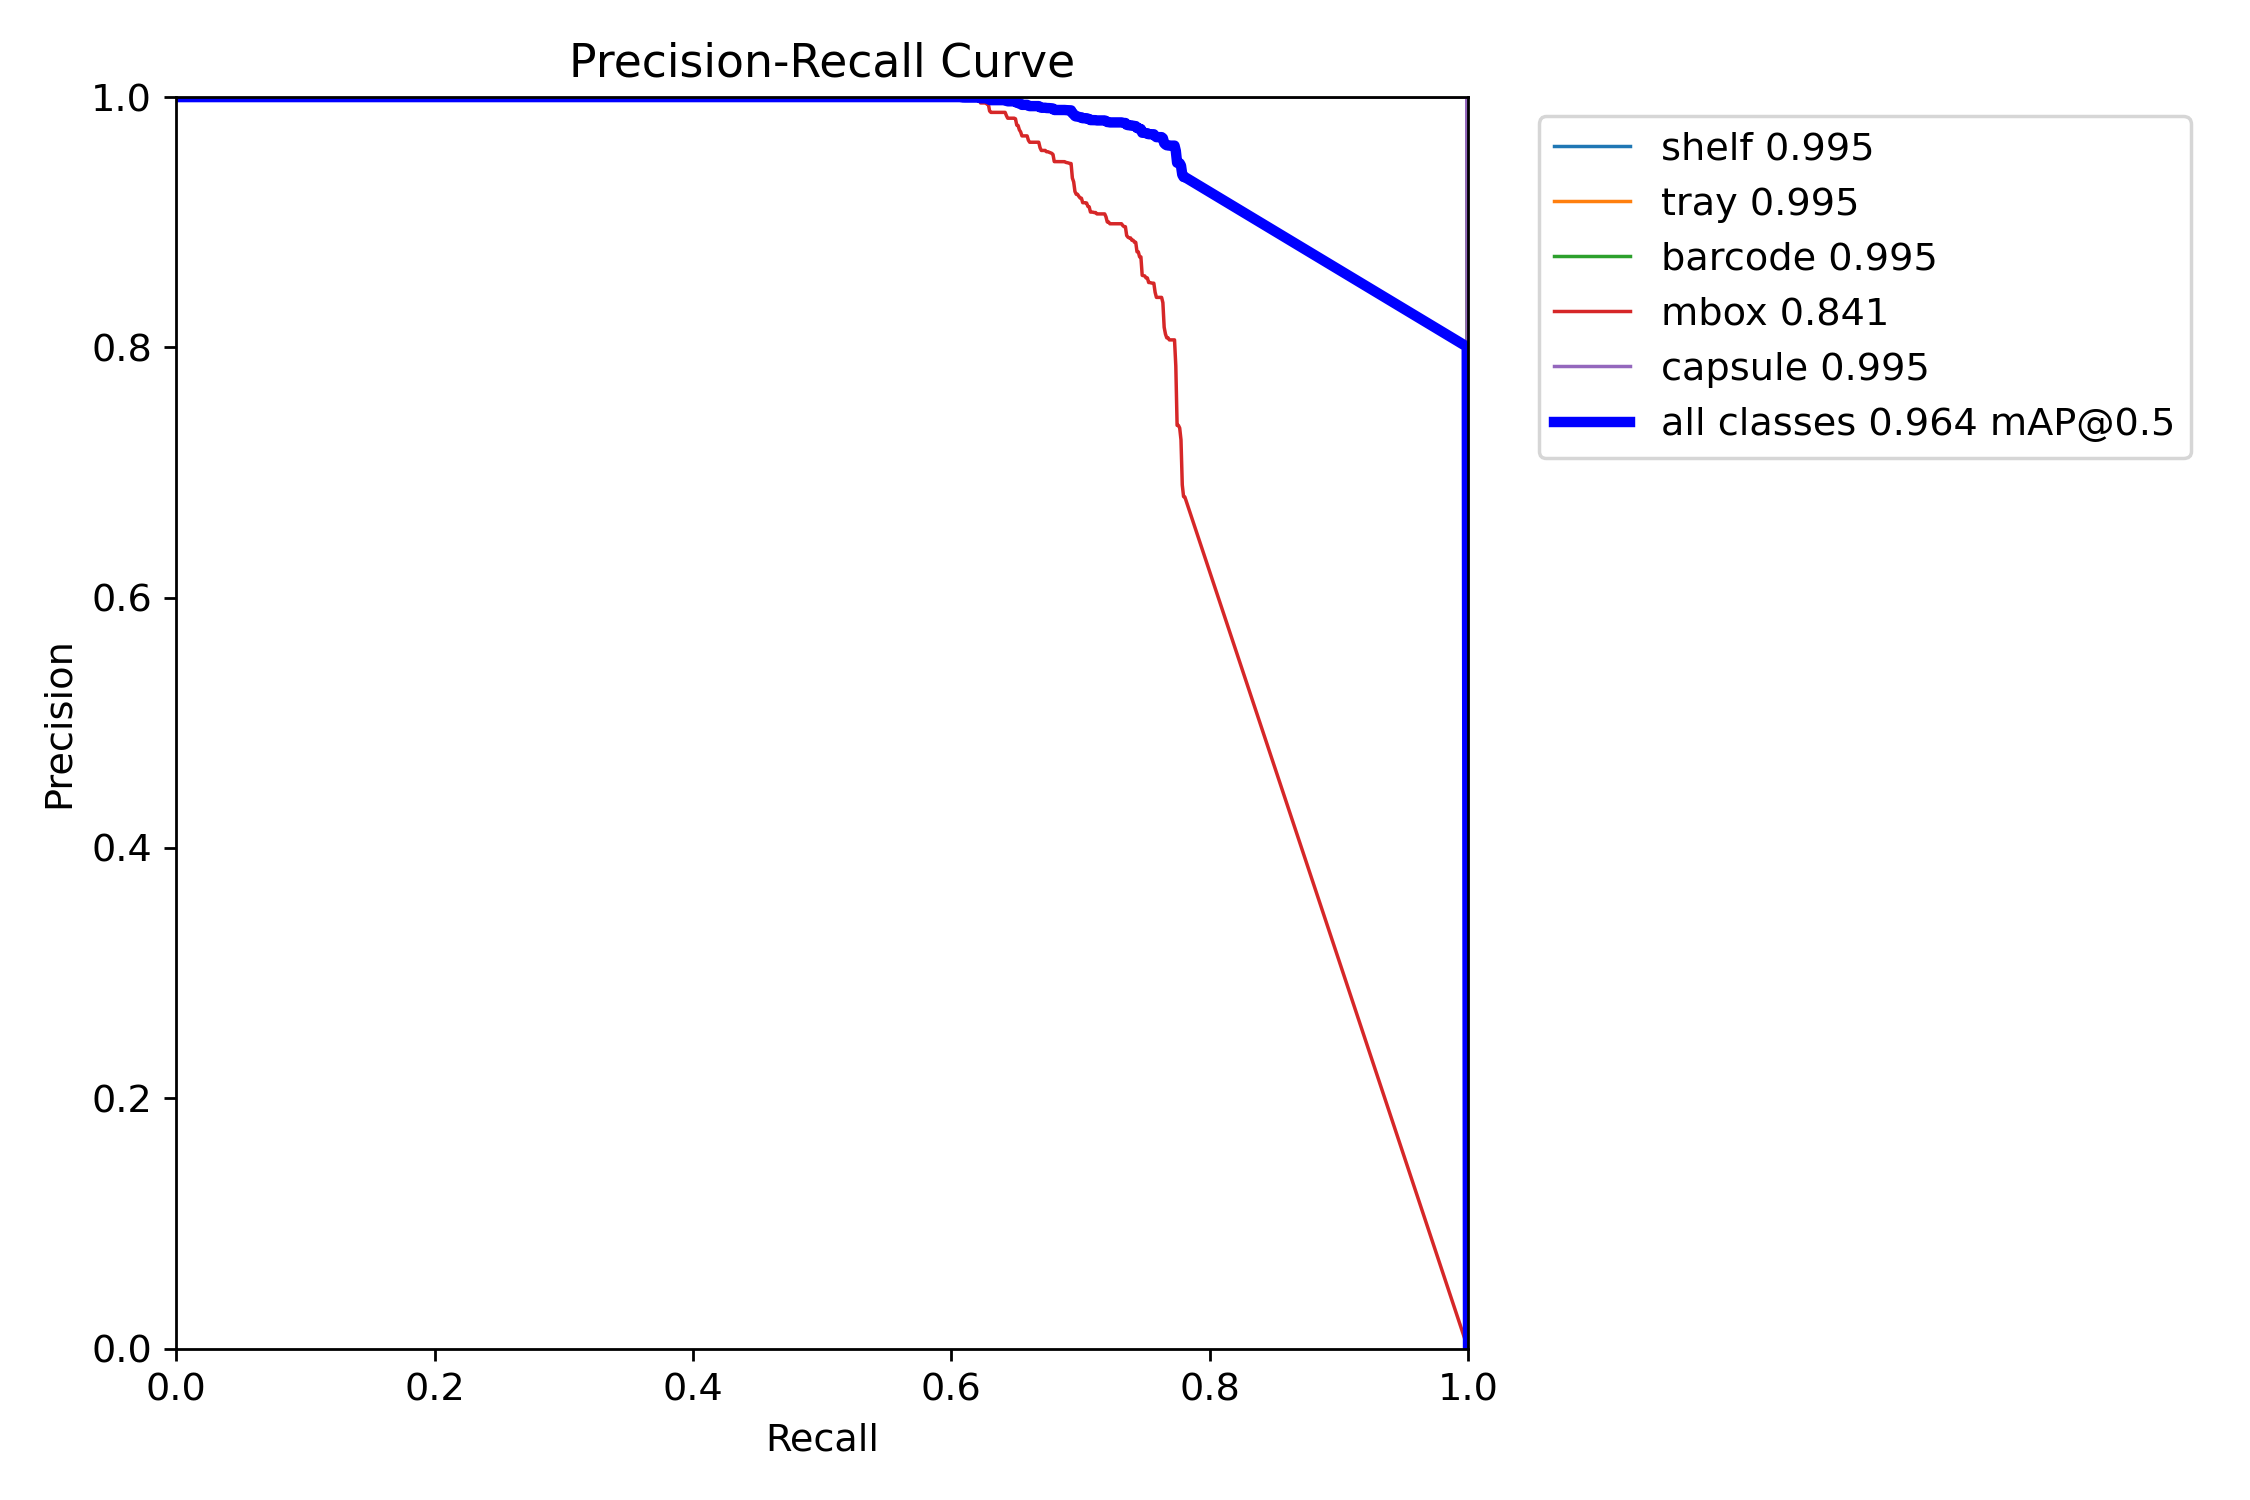 Precision-Recall Curve
1.0
0.8
0.6
0.4
0.2
0.0
Precision
0.0 0.2 0.4 0.6 0.8 1.0
Recall
shelf 0.995
tray 0.995
barcode 0.995
mbox 0.841
capsule 0.995
all classes 0.964 mAP@0.5